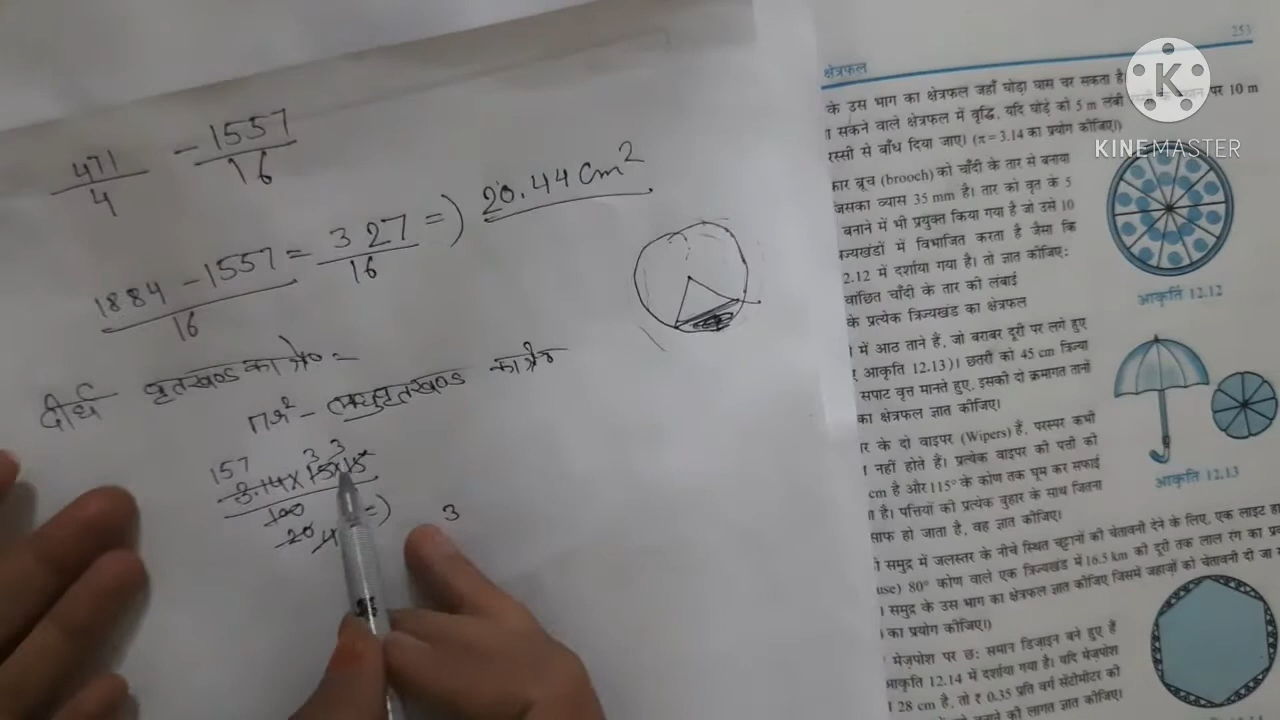 471/4 - 1557/16
1884 - 1557/16 = 327/16 =) 20.44 cm²
दीर्घ वृतखण्ड का क्षे० =
πr² - लघुवृतखण्ड का क्षे०
157 3 3
3.14 × 15 × 15
100 =) 3
20 4
253
क्षेत्रफल
के उस भाग का क्षेत्रफल जहाँ घोड़ा घास चर सकता है।
सकने वाले क्षेत्रफल में वृद्धि, यदि घोड़े को 5 m लंबी पर 10 m
रस्सी से बाँध दिया जाए। (π = 3.14 का प्रयोग कीजिए।)
KINEMASTER
कार ब्रूच (brooch) को चाँदी के तार से बनाया
जिसका व्यास 35 mm है। तार को वृत के 5
बनाने में भी प्रयुक्त किया गया है जो उसे 10
त्रिज्यखंडों में विभाजित करता है जैसा कि
2.12 में दर्शाया गया है। तो ज्ञात कीजिए:
वांछित चाँदी के तार की लंबाई
के प्रत्येक त्रिज्यखंड का क्षेत्रफल
आकृति 12.12
में आठ ताने हैं, जो बराबर दूरी पर लगे हुए
आकृति 12.13)। छतरी को 45 cm त्रिज्या
सपाट वृत्त मानते हुए, इसकी दो क्रमागत तानों
का क्षेत्रफल ज्ञात कीजिए।
आकृति 12.13
र के दो वाइपर (Wipers) हैं, परस्पर कभी
नहीं होते हैं। प्रत्येक वाइपर की पत्ती की
cm है और 115° के कोण तक घूम कर सफाई
है। पत्तियों की प्रत्येक बुहार के साथ जितना
साफ हो जाता है, वह ज्ञात कीजिए।
समुद्र में जलस्तर के नीचे स्थित चट्टानों की चेतावनी देने के लिए, एक लाइट हा
use) 80° कोण वाले एक त्रिज्यखंड में 16.5 km की दूरी तक लाल रंग का प्र
समुद्र के उस भाग का क्षेत्रफल ज्ञात कीजिए जिसमें जहाज़ों को चेतावनी दी जा
का प्रयोग कीजिए।)
मेज़पोश पर छः समान डिज़ाइन बने हुए हैं
आकृति 12.14 में दर्शाया गया है। यदि मेज़पोश
28 cm है, तो ₹ 0.35 प्रति वर्ग सेंटीमीटर की
की लागत ज्ञात कीजिए।